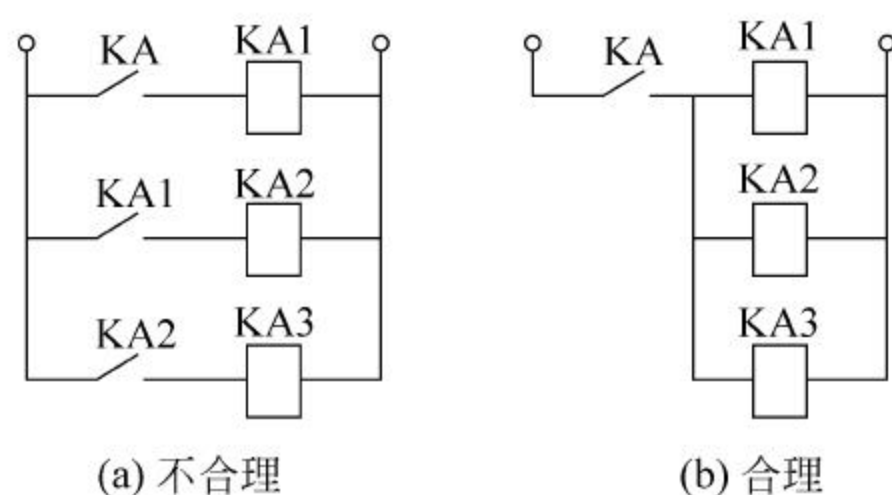 KA KA1
KA1 KA2
KA2 KA3
(a) 不合理
KA KA1
KA2
KA3
(b) 合理